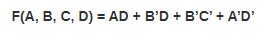 F(A, B, C, D) = AD + B’D + B’C’ + A’D’